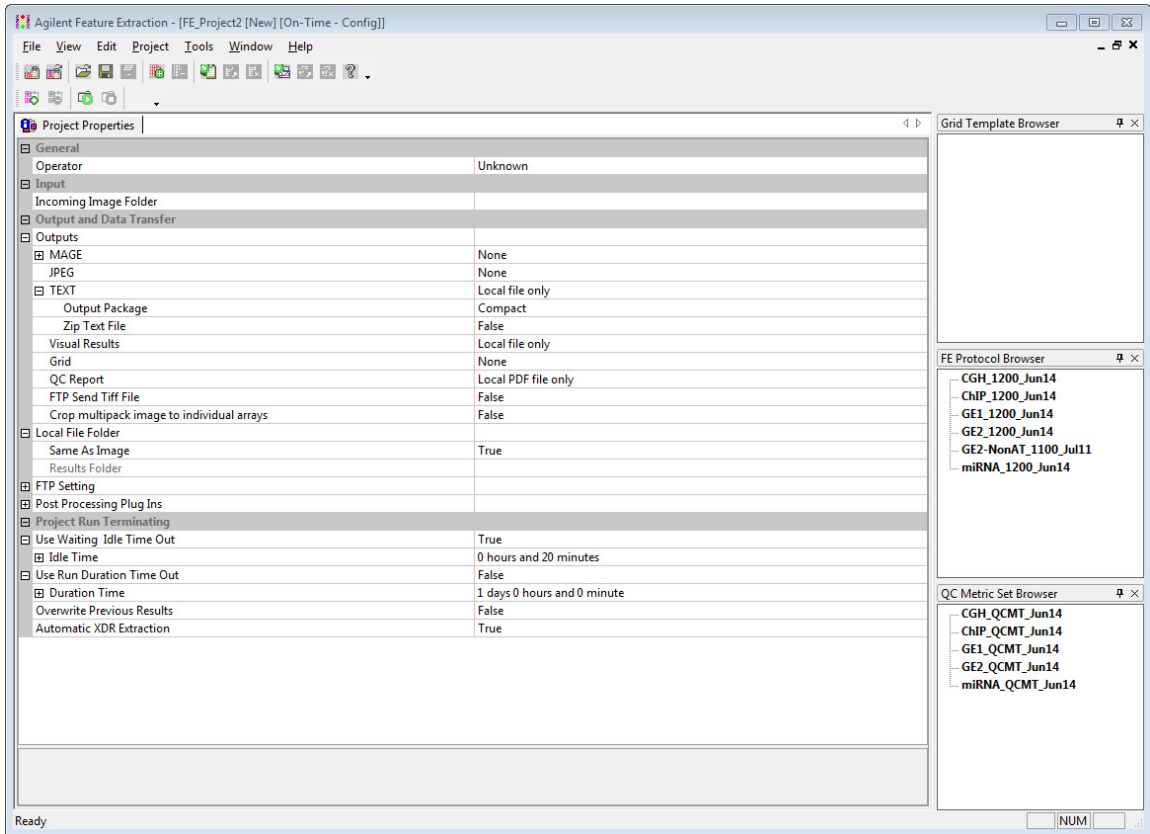 Agilent Feature Extraction - [FE_Project2 [New] [On-Time - Config]]
File View Edit Project Tools Window Help
Project Properties
General
Operator Unknown
Input
Incoming Image Folder
Output and Data Transfer
Outputs
MAGE None
JPEG None
TEXT Local file only
Output Package Compact
Zip Text File False
Visual Results Local file only
Grid None
QC Report Local PDF file only
FTP Send Tiff File False
Crop multipack image to individual arrays False
Local File Folder
Same As Image True
Results Folder
FTP Setting
Post Processing Plug Ins
Project Run Terminating
Use Waiting Idle Time Out True
Idle Time 0 hours and 20 minutes
Use Run Duration Time Out False
Duration Time 1 days 0 hours and 0 minute
Overwrite Previous Results False
Automatic XDR Extraction True
Grid Template Browser
FE Protocol Browser
CGH_1200_Jun14
ChIP_1200_Jun14
GE1_1200_Jun14
GE2_1200_Jun14
GE2-NonAT_1100_Jul11
miRNA_1200_Jun14
QC Metric Set Browser
CGH_QCMT_Jun14
ChIP_QCMT_Jun14
GE1_QCMT_Jun14
GE2_QCMT_Jun14
miRNA_QCMT_Jun14
Ready NUM